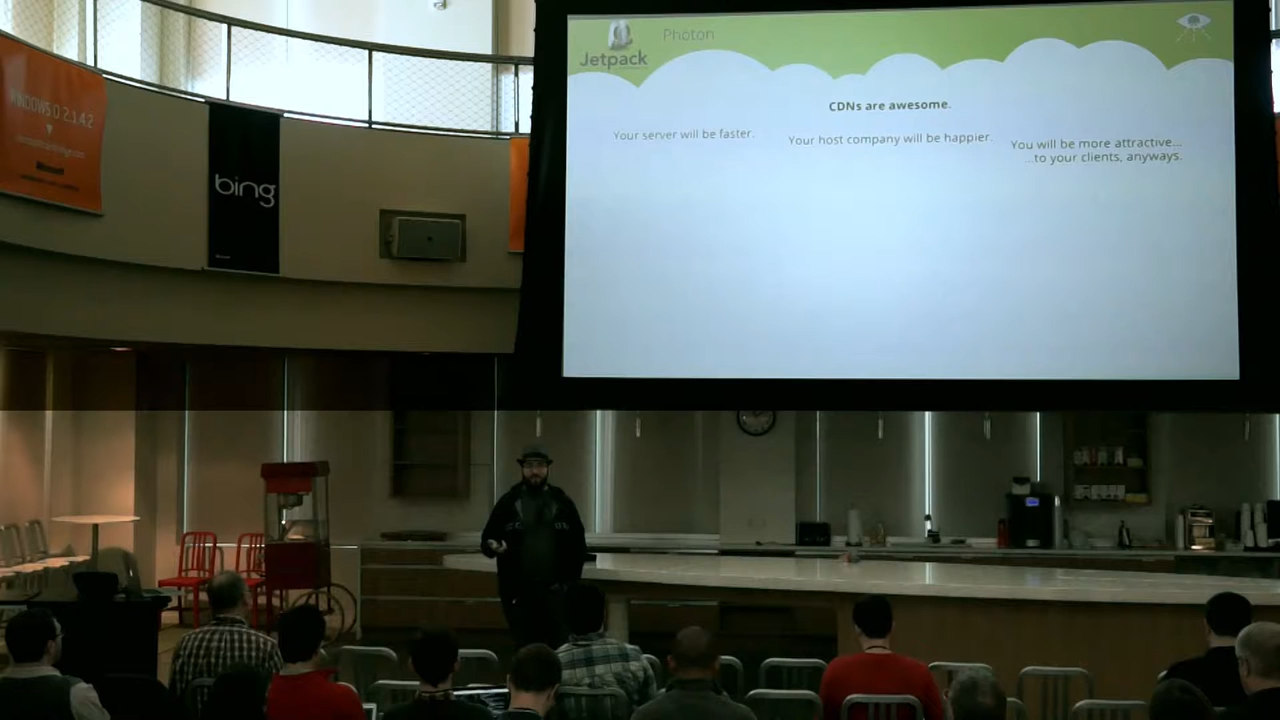 Jetpack
Photon
CDNs are awesome.
Your server will be faster.
Your host company will be happier.
You will be more attractive...
...to your clients, anyways.
bing